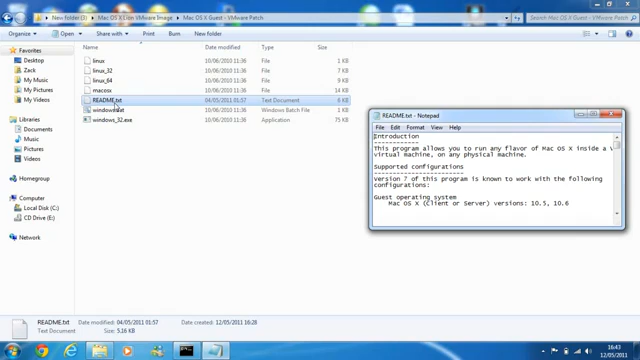 New folder (2) ▸ Mac OS X Lion VMware Image ▸ Mac OS X Guest - VMware Patch
Search Mac OS X Guest - VMware Patch
Organize Open Share with Print Burn New folder
Name Date modified Type Size
Favorites
Desktop
Zack
My Music
My Pictures
My Videos
Libraries
Documents
Music
Pictures
Videos
Homegroup
Computer
Local Disk (C:)
CD Drive (E:)
Network
linux 10/06/2010 11:36 File 1 KB
linux_32 10/06/2010 11:36 File 7 KB
linux_64 10/06/2010 11:36 File 9 KB
macosx 10/06/2010 11:36 File 14 KB
README.txt 04/05/2011 01:57 Text Document 6 KB
windows.bat 10/06/2010 11:36 Windows Batch File 1 KB
windows_32.exe 10/06/2010 11:36 Application 75 KB
README.txt - Notepad
File Edit Format View Help
Introduction
------------
This program allows you to run any flavor of Mac OS X inside a V
virtual machine, on any physical machine.
Supported configurations
------------------------
Version 7 of this program is known to work with the following
configurations:
Guest operating system
Mac OS X (Client or Server) versions: 10.5, 10.6
README.txt Date modified: 04/05/2011 01:57 Date created: 12/05/2011 16:28
Text Document Size: 5.16 KB
16:43
12/05/2011